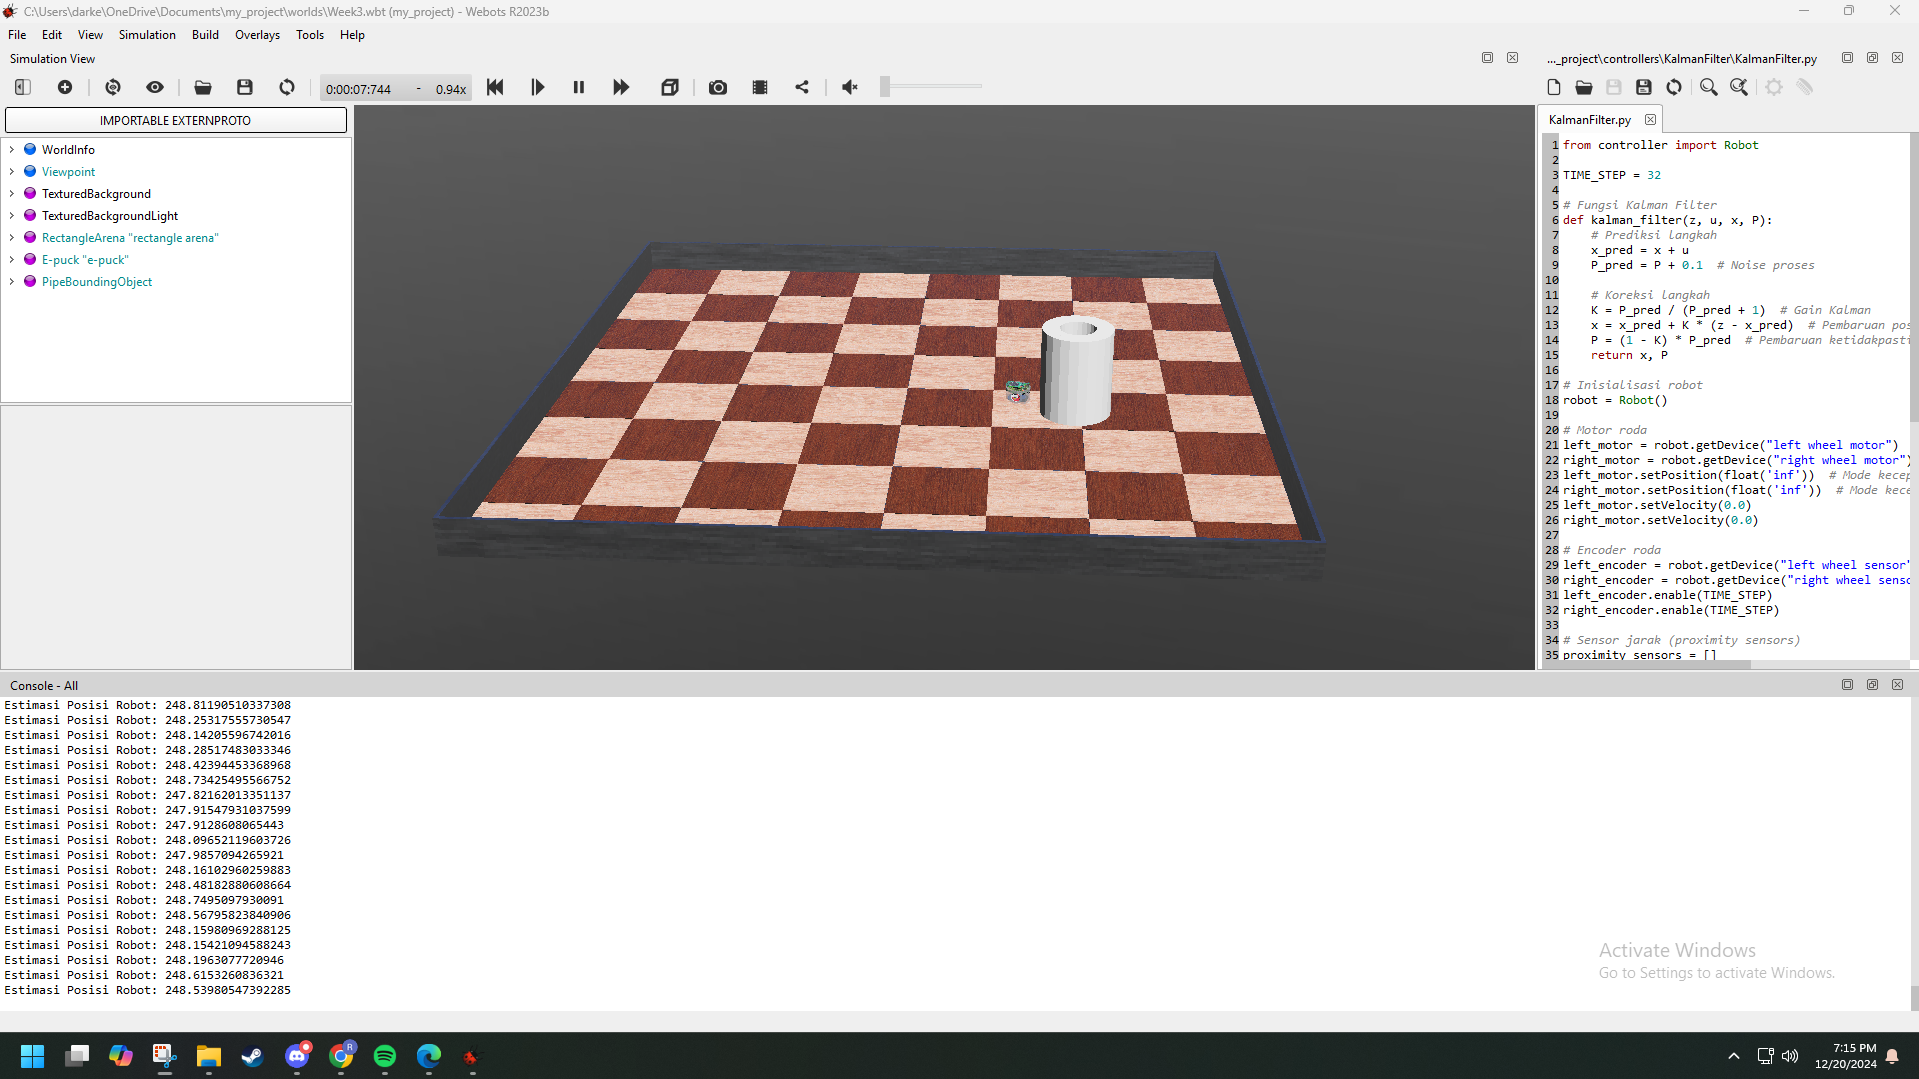 C:\Users\darke\OneDrive\Documents\my_project\worlds\Week3.wbt (my_project) - Webots R2023b
File Edit View Simulation Build Overlays Tools Help
Simulation View
0:00:07:744 - 0.94x
IMPORTABLE EXTERNPROTO
WorldInfo
Viewpoint
TexturedBackground
TexturedBackgroundLight
RectangleArena "rectangle arena"
E-puck "e-puck"
PipeBoundingObject
..._project\controllers\KalmanFilter\KalmanFilter.py
KalmanFilter.py
1 from controller import Robot
2
3 TIME_STEP = 32
4
5 # Fungsi Kalman Filter
6 def kalman_filter(z, u, x, P):
7 # Prediksi langkah
8 x_pred = x + u
9 P_pred = P + 0.1 # Noise proses
10
11 # Koreksi langkah
12 K = P_pred / (P_pred + 1) # Gain Kalman
13 x = x_pred + K * (z - x_pred) # Pembaruan pos
14 P = (1 - K) * P_pred # Pembaruan ketidakpasti
15 return x, P
16
17 # Inisialisasi robot
18 robot = Robot()
19
20 # Motor roda
21 left_motor = robot.getDevice("left wheel motor")
22 right_motor = robot.getDevice("right wheel motor")
23 left_motor.setPosition(float('inf')) # Mode kecep
24 right_motor.setPosition(float('inf')) # Mode kece
25 left_motor.setVelocity(0.0)
26 right_motor.setVelocity(0.0)
27
28 # Encoder roda
29 left_encoder = robot.getDevice("left wheel sensor"
30 right_encoder = robot.getDevice("right wheel senso
31 left_encoder.enable(TIME_STEP)
32 right_encoder.enable(TIME_STEP)
33
34 # Sensor jarak (proximity sensors)
35 proximity_sensors = []
Console - All
Estimasi Posisi Robot: 248.81190510337308
Estimasi Posisi Robot: 248.25317555730547
Estimasi Posisi Robot: 248.14205596742016
Estimasi Posisi Robot: 248.28517483033346
Estimasi Posisi Robot: 248.42394453368968
Estimasi Posisi Robot: 248.73425495566752
Estimasi Posisi Robot: 247.82162013351137
Estimasi Posisi Robot: 247.91547931037599
Estimasi Posisi Robot: 247.9128608065443
Estimasi Posisi Robot: 248.09652119603726
Estimasi Posisi Robot: 247.9857094265921
Estimasi Posisi Robot: 248.16102960259883
Estimasi Posisi Robot: 248.48182880608664
Estimasi Posisi Robot: 248.7495097930091
Estimasi Posisi Robot: 248.56795823840906
Estimasi Posisi Robot: 248.15980969288125
Estimasi Posisi Robot: 248.15421094588243
Estimasi Posisi Robot: 248.1963077720946
Estimasi Posisi Robot: 248.6153260836321
Estimasi Posisi Robot: 248.53980547392285
Activate Windows
Go to Settings to activate Windows.
R
7:15 PM
12/20/2024